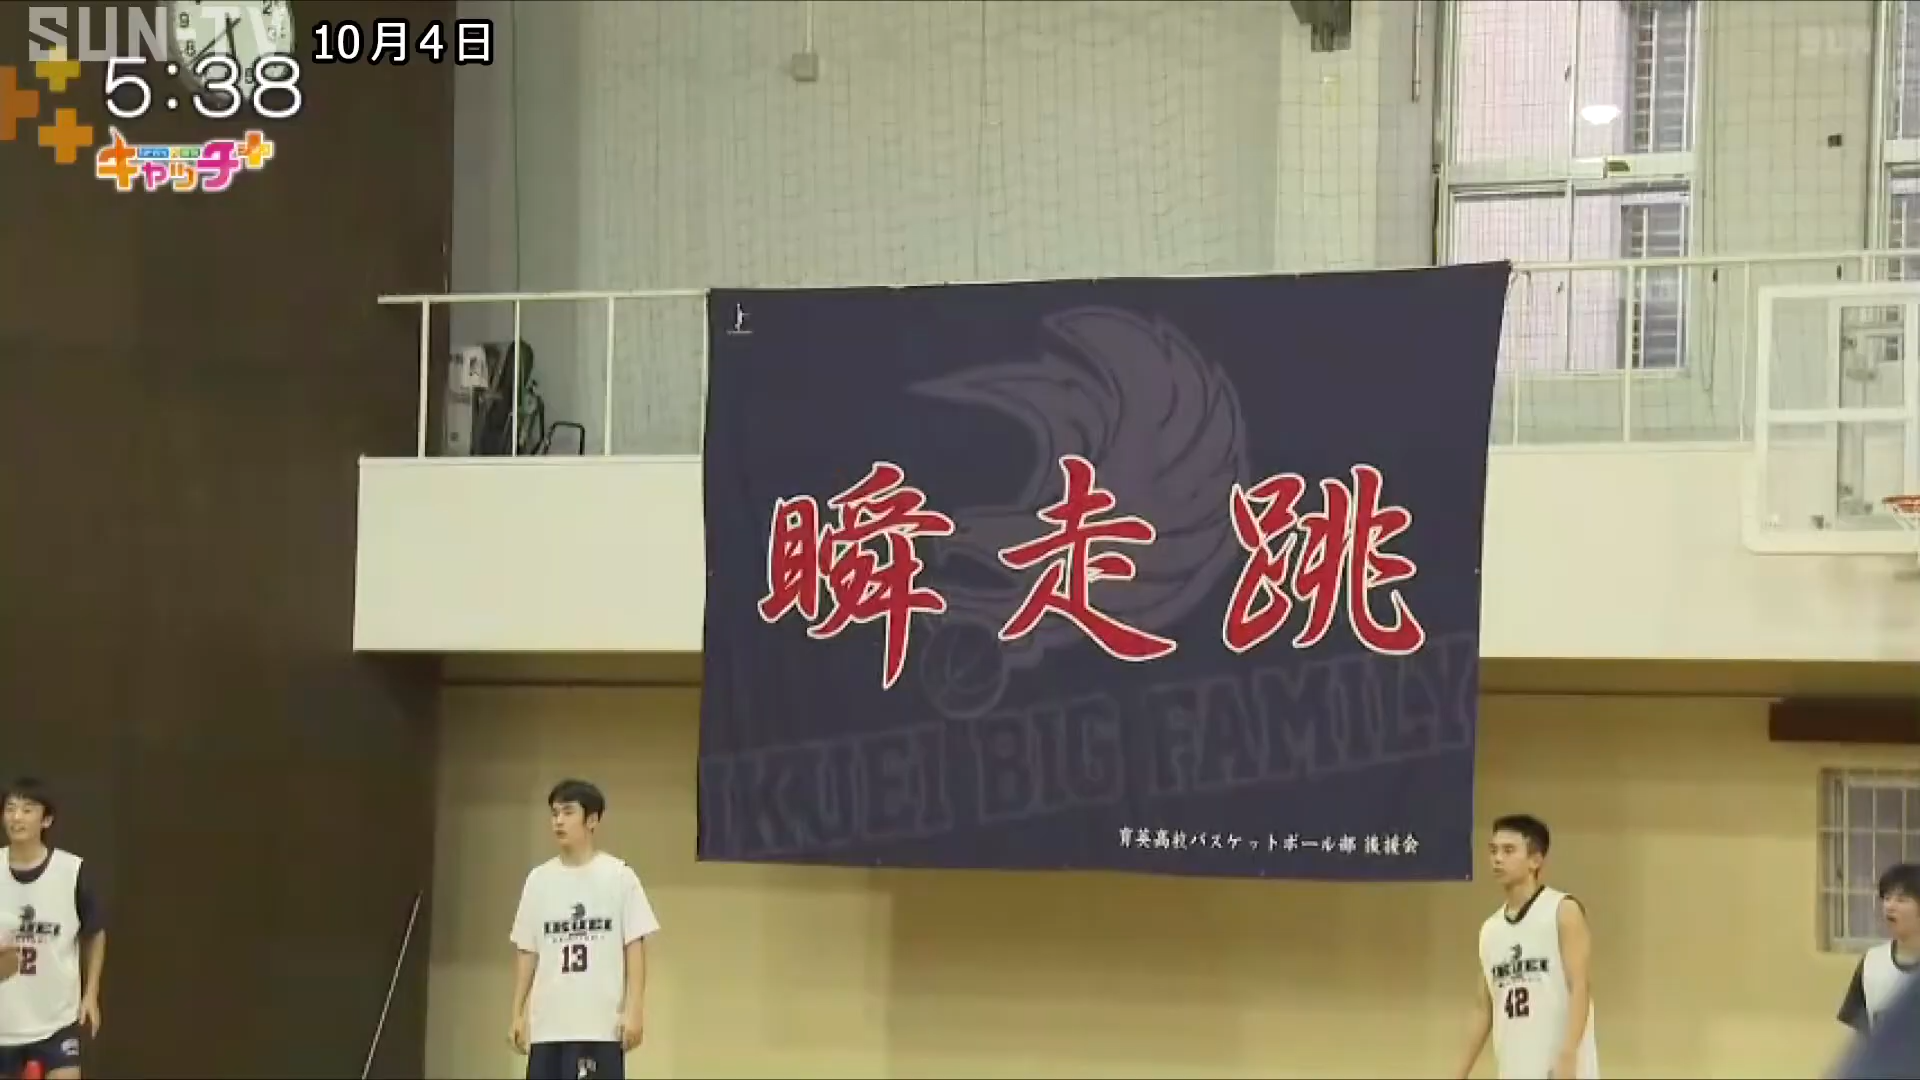 SUN-TV
10月4日
5:38
キャッチ+
瞬走跳
IKUEI BIG FAMILY
育英高校バスケットボール部 後援会
IKUEI
13
IKUEI
42
2